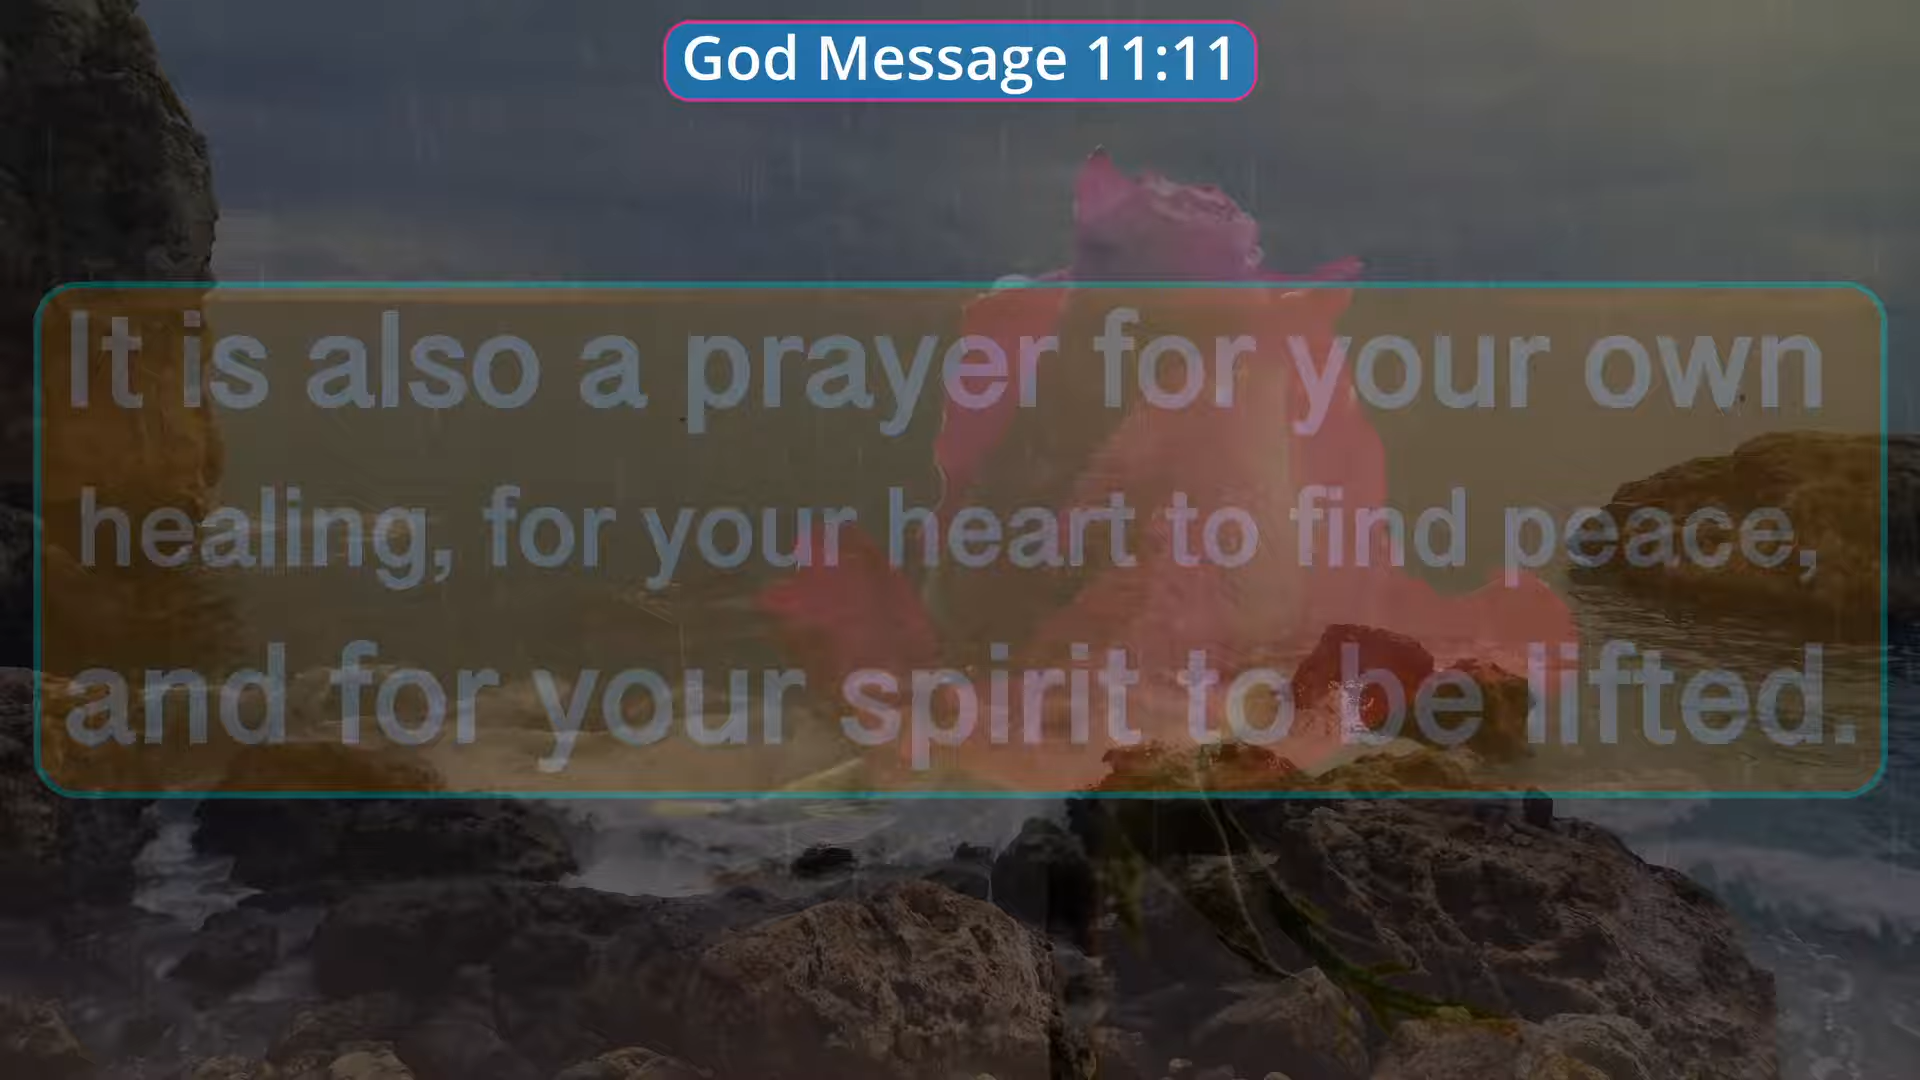 God Message 11:11
It is also a prayer for your own
healing, for your heart to find peace,
and for your spirit to be lifted.